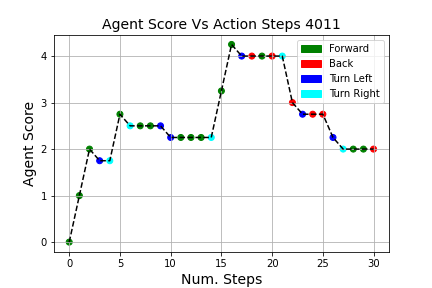 Agent Score Vs Action Steps 4011
Agent Score
4
3
2
1
0
Forward
Back
Turn Left
Turn Right
0 5 10 15 20 25 30
Num. Steps